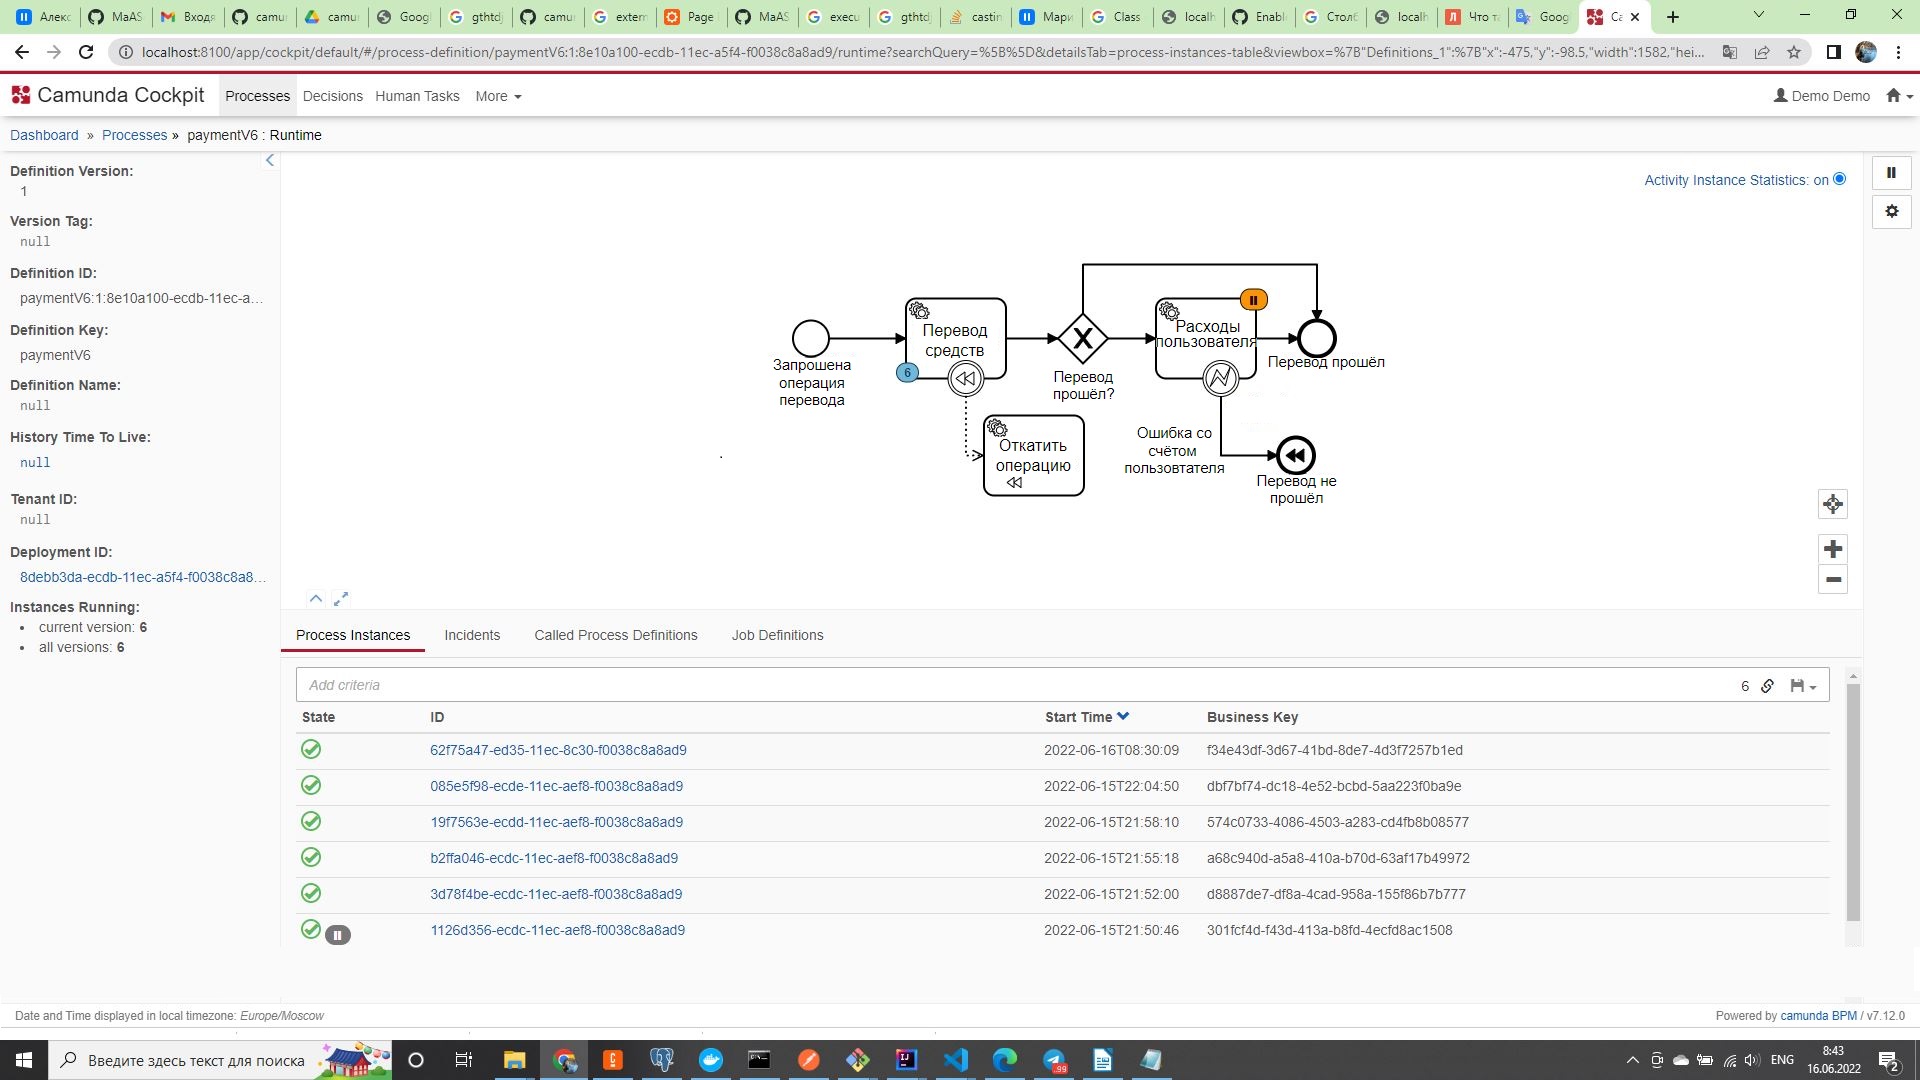 Алекс
MaAS
Входя
camu
camu
Googl
gthtd
camu
exterr
Page
MaAS
execu
gthtd
castin
Мари
Class
localh
Enabl
Столб
localh
Что та
Goog
Ca
localhost:8100/app/cockpit/default/#/process-definition/paymentV6:1:8e10a100-ecdb-11ec-a5f4-f0038c8a8ad9/runtime?searchQuery=%5B%5D&detailsTab=process-instances-table&viewbox=%7B"Definitions_1":%7B"x":-475,"y":-98.5,"width":1582,"hei...
Camunda Cockpit
Processes
Decisions
Human Tasks
More
Demo Demo
Dashboard » Processes » paymentV6 : Runtime
Definition Version:
1
Version Tag:
null
Definition ID:
paymentV6:1:8e10a100-ecdb-11ec-a...
Definition Key:
paymentV6
Definition Name:
null
History Time To Live:
null
Tenant ID:
null
Deployment ID:
8debb3da-ecdb-11ec-a5f4-f0038c8a8...
Instances Running:
• current version: 6
• all versions: 6
Activity Instance Statistics: on
Запрошена
операция
перевода
Перевод
средств
6
Перевод
прошёл?
Расходы
пользователя
Перевод прошёл
Откатить
операцию
Ошибка со
счётом
пользовтателя
Перевод не
прошёл
Process Instances
Incidents
Called Process Definitions
Job Definitions
Add criteria
6
State ID Start Time Business Key
62f75a47-ed35-11ec-8c30-f0038c8a8ad9 2022-06-16T08:30:09 f34e43df-3d67-41bd-8de7-4d3f7257b1ed
085e5f98-ecde-11ec-aef8-f0038c8a8ad9 2022-06-15T22:04:50 dbf7bf74-dc18-4e52-bcbd-5aa223f0ba9e
19f7563e-ecdd-11ec-aef8-f0038c8a8ad9 2022-06-15T21:58:10 574c0733-4086-4503-a283-cd4fb8b08577
b2ffa046-ecdc-11ec-aef8-f0038c8a8ad9 2022-06-15T21:55:18 a68c940d-a5a8-410a-b70d-63af17b49972
3d78f4be-ecdc-11ec-aef8-f0038c8a8ad9 2022-06-15T21:52:00 d8887de7-df8a-4cad-958a-155f86b7b777
1126d356-ecdc-11ec-aef8-f0038c8a8ad9 2022-06-15T21:50:46 301fcf4d-f43d-413a-b8fd-4ecfd8ac1508
Date and Time displayed in local timezone: Europe/Moscow
Powered by camunda BPM / v7.12.0
Введите здесь текст для поиска
.99
ENG
8:43
16.06.2022
2